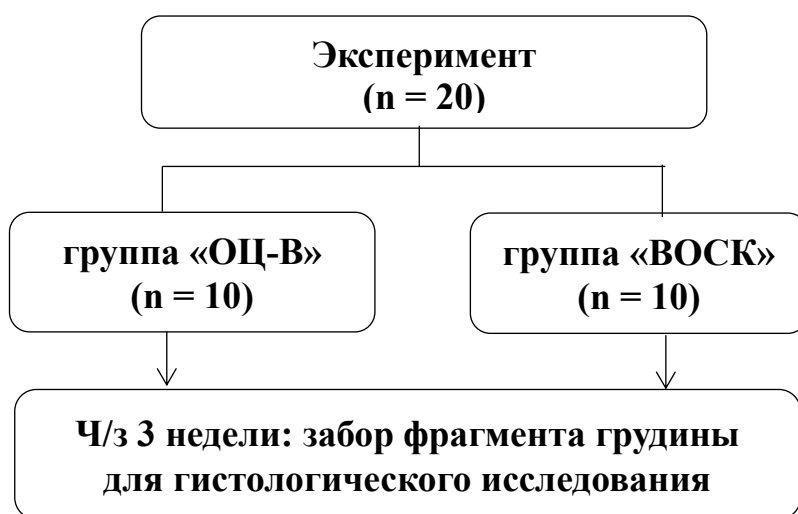 Эксперимент
(n = 20)
группа «ОЦ-В»
(n = 10)
группа «ВОСК»
(n = 10)
Ч/з 3 недели: забор фрагмента грудины
для гистологического исследования